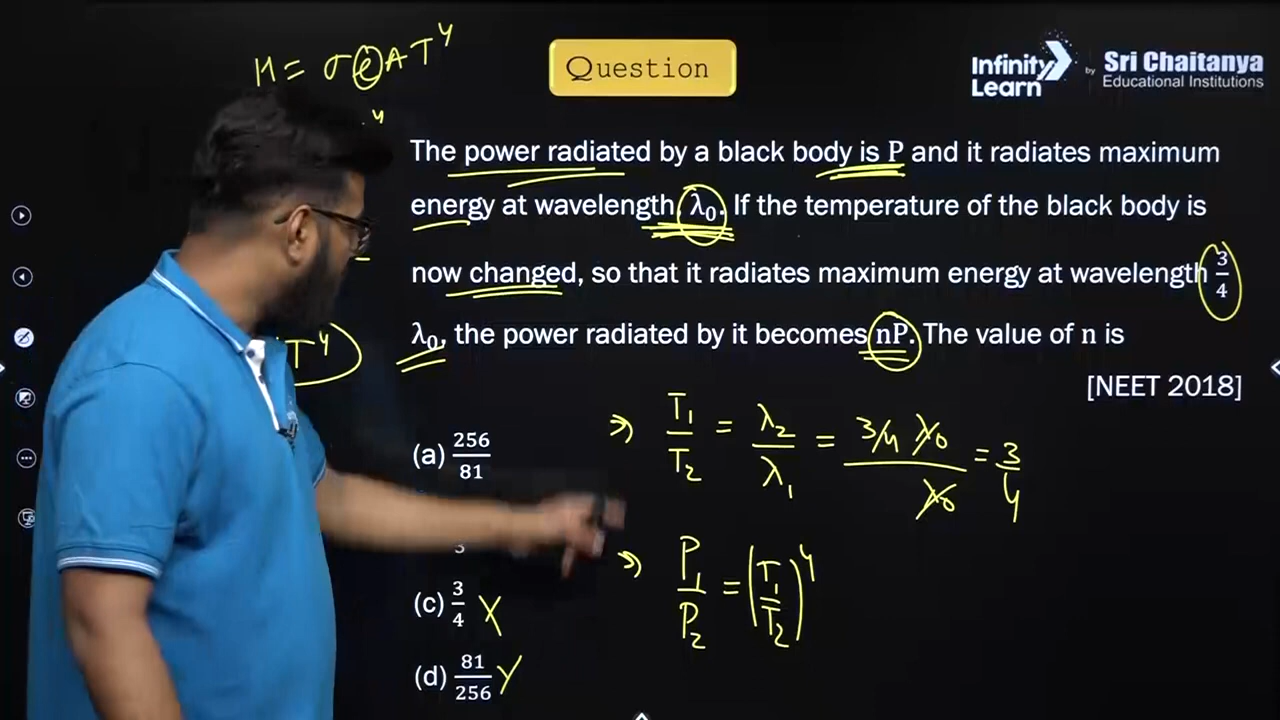 H = σ e A T⁴
Question
Infinity Learn by Sri Chaitanya Educational Institutions
4
The power radiated by a black body is P and it radiates maximum
energy at wavelength, λ₀. If the temperature of the black body is
now changed, so that it radiates maximum energy at wavelength 3/4
λ₀, the power radiated by it becomes nP. The value of n is
T⁴
[NEET 2018]
⇒ T₁/T₂ = λ₂/λ₁ = 3/4 λ₀/λ₀ = 3/4
(a) 256/81
3
⇒ P₁/P₂ = (T₁/T₂)⁴
(c) 3/4 X
(d) 81/256 Y